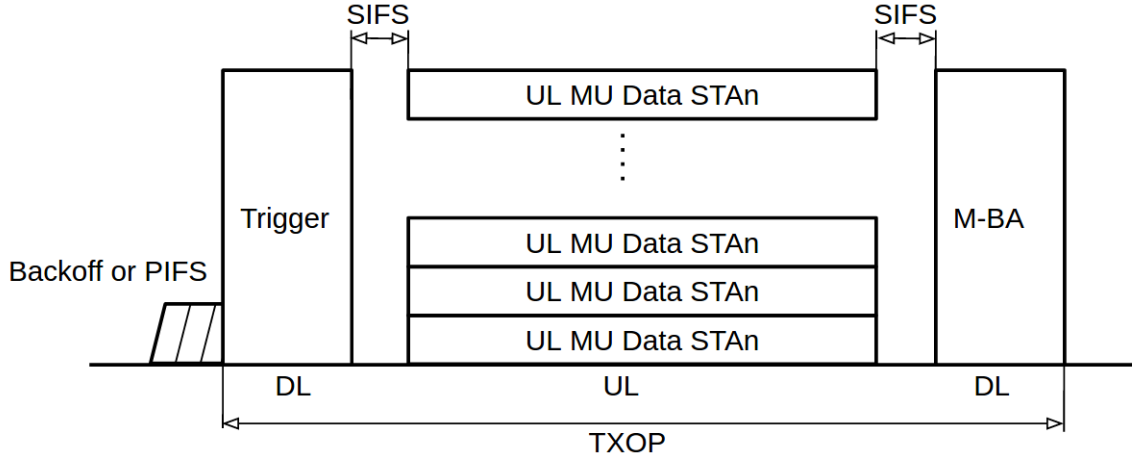 SIFS
SIFS
UL MU Data STAn
Trigger
UL MU Data STAn
M-BA
Backoff or PIFS
UL MU Data STAn
UL MU Data STAn
DL
UL
DL
TXOP